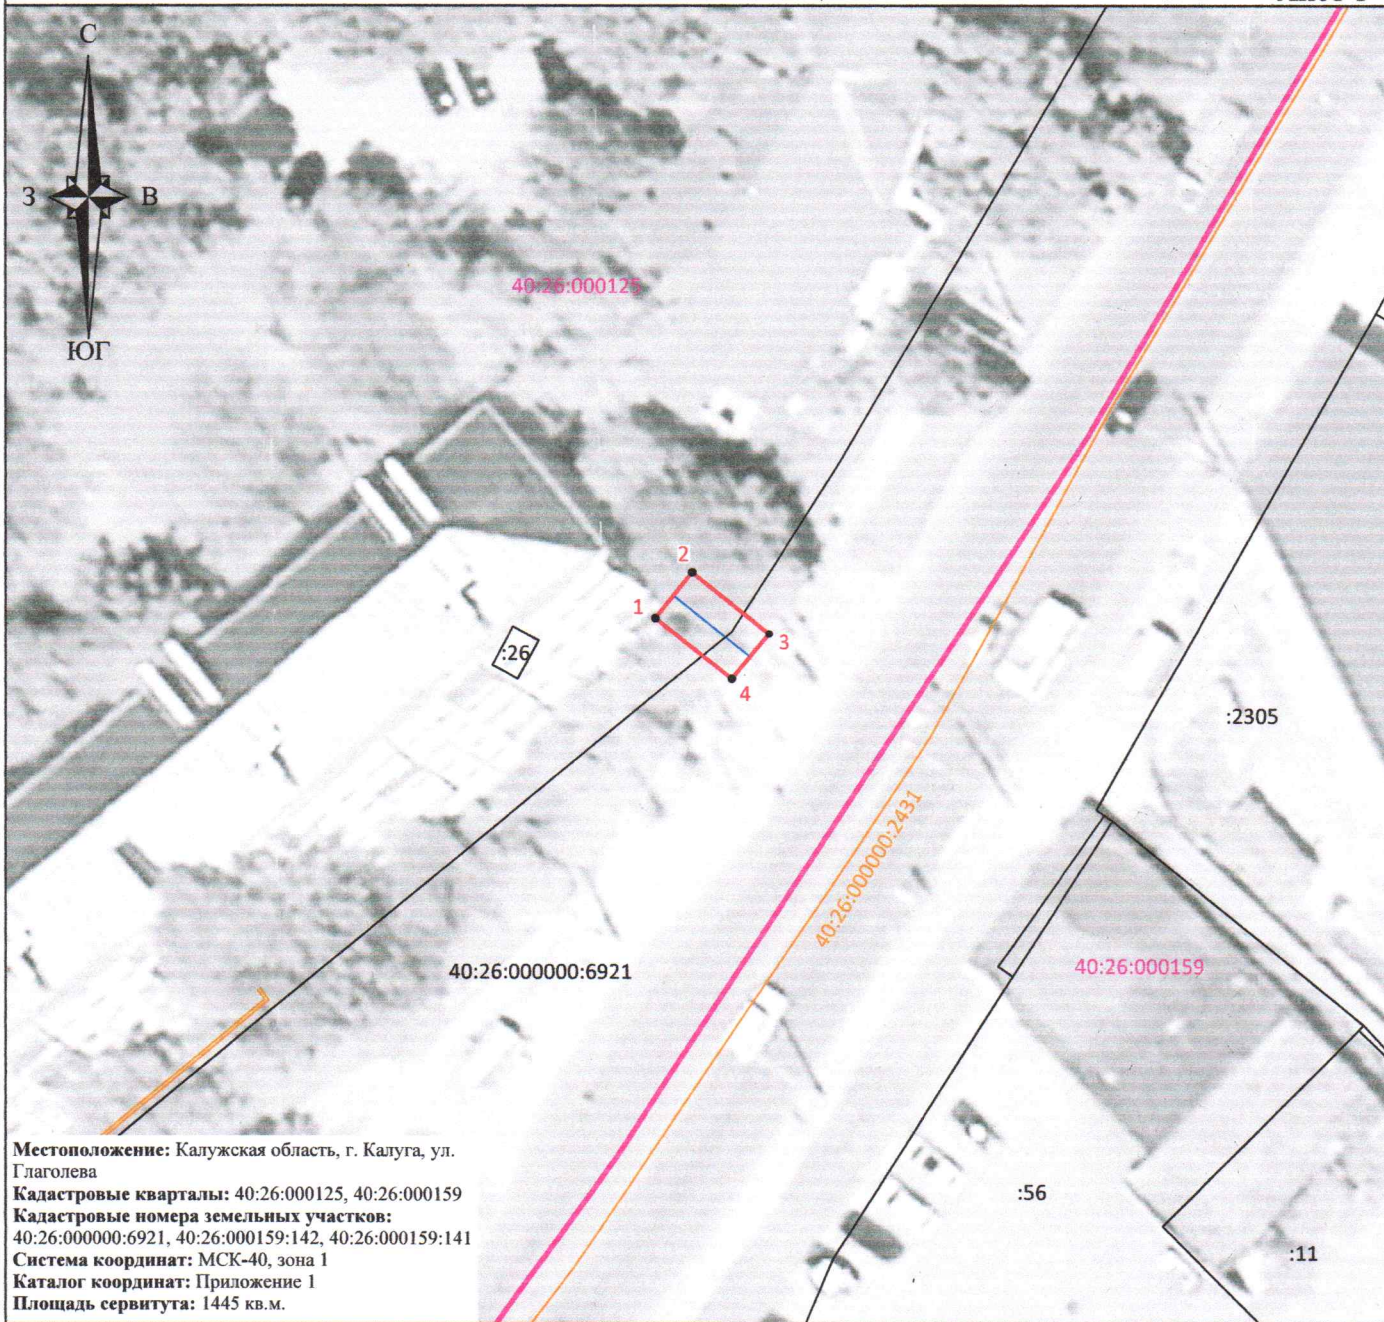 С
З
В
ЮГ
40:26:000125
2
1
3
4
:26
:2305
40:26:000000:2431
40:26:000000:6921
40:26:000159
:56
:11
Местоположение: Калужская область, г. Калуга, ул.
Глаголева
Кадастровые кварталы: 40:26:000125, 40:26:000159
Кадастровые номера земельных участков:
40:26:000000:6921, 40:26:000159:142, 40:26:000159:141
Система координат: МСК-40, зона 1
Каталог координат: Приложение 1
Площадь сервитута: 1445 кв.м.